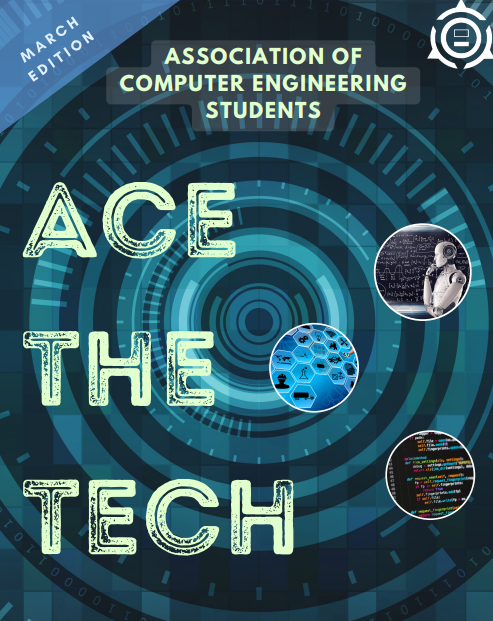 MARCH
EDITION
ASSOCIATION OF
COMPUTER ENGINEERING
STUDENTS
ACE
THE
TECH